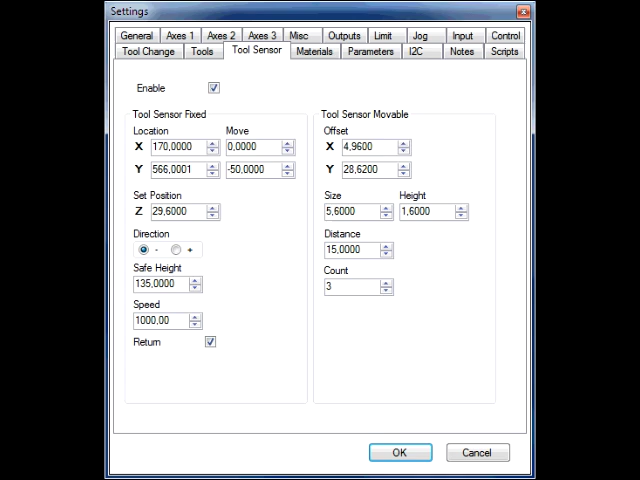 Settings
General Axes 1 Axes 2 Axes 3 Misc Outputs Limit Jog Input Control
Tool Change Tools Tool Sensor Materials Parameters I2C Notes Scripts
Enable
Tool Sensor Fixed
Location Move
X 170,0000 0,0000
Y 566,0001 -50,0000
Set Position
Z 29,6000
Direction
- +
Safe Height
135,0000
Speed
1000,00
Return
Tool Sensor Movable
Offset
X 4,9600
Y 28,6200
Size Height
5,6000 1,6000
Distance
15,0000
Count
3
OK Cancel